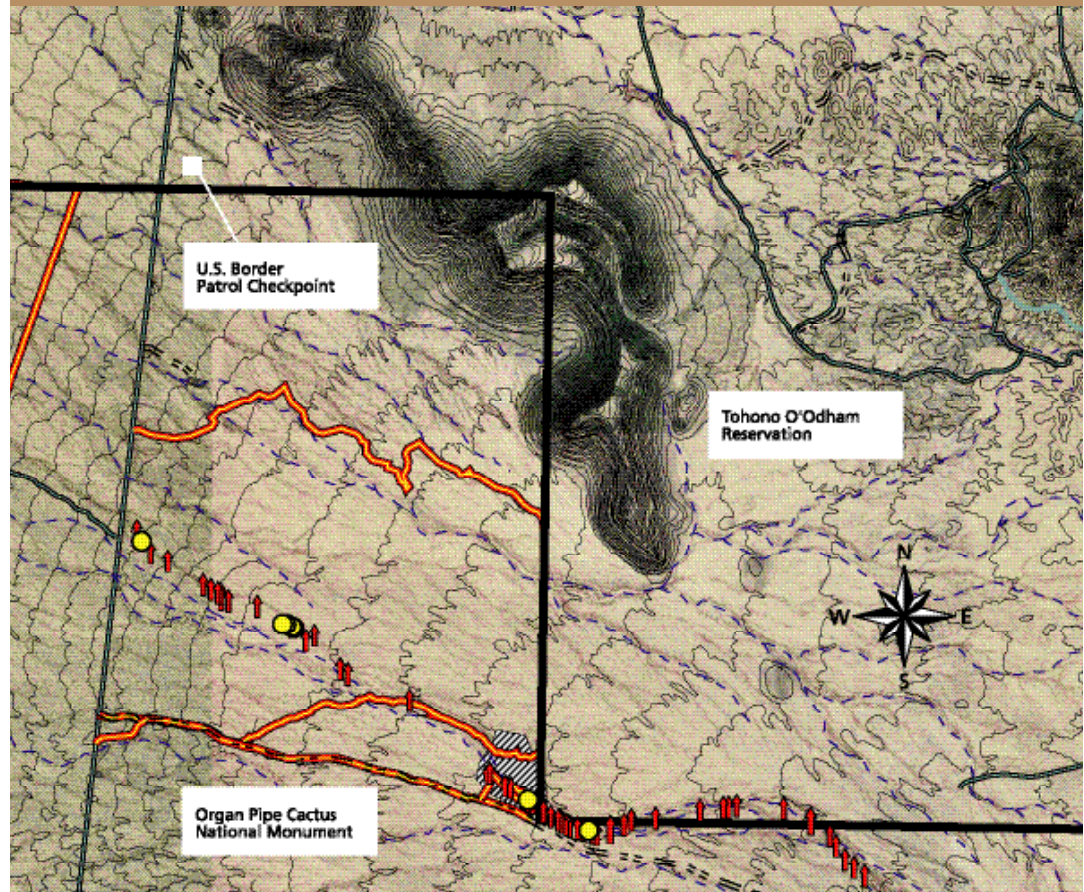 U.S. Border
Patrol Checkpoint
Tohono O'Odham
Reservation
N
W
E
S
Organ Pipe Cactus
National Monument